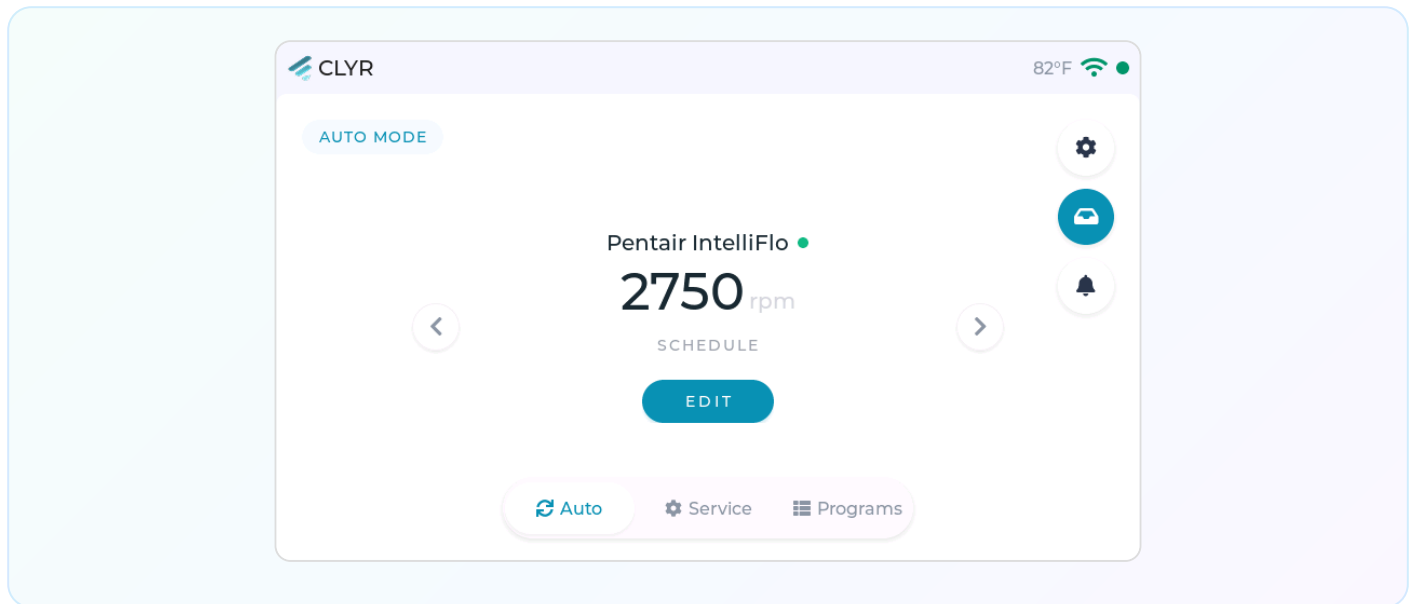 CLYR
82°F
AUTO MODE
Pentair IntelliFlo
2750 rpm
SCHEDULE
EDIT
Auto Service Programs